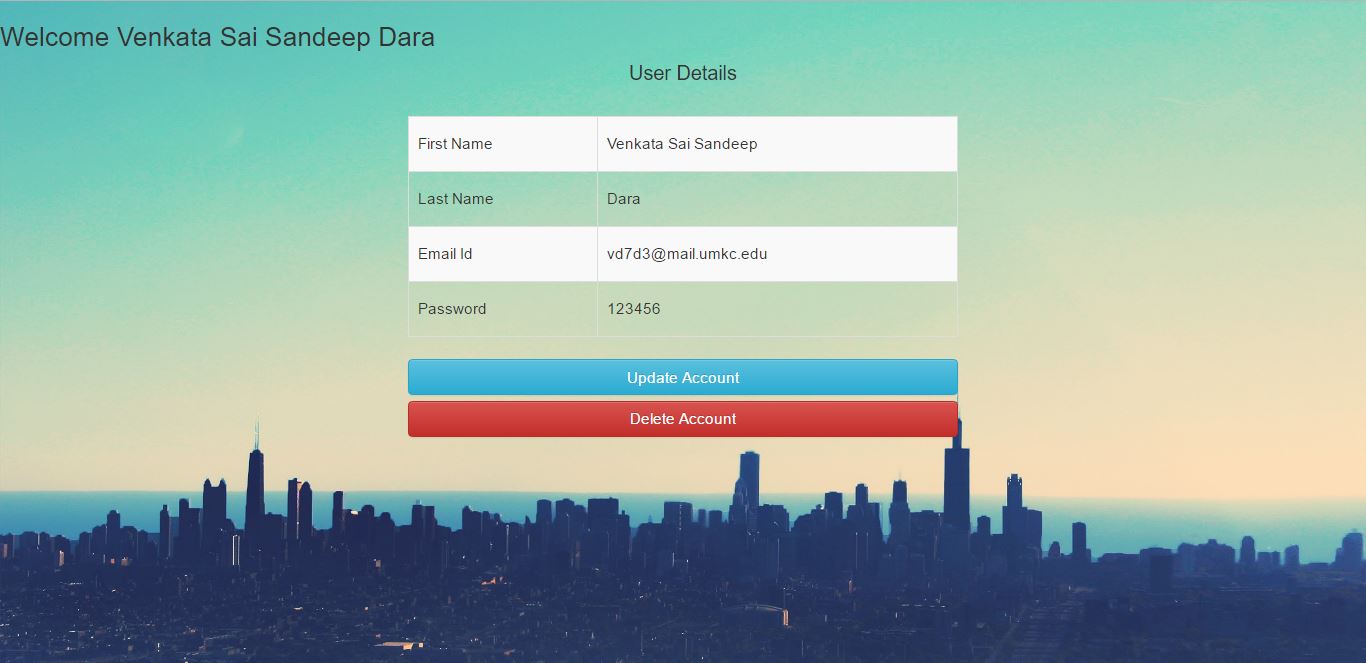 Welcome Venkata Sai Sandeep Dara
User Details
First Name Venkata Sai Sandeep
Last Name Dara
Email Id vd7d3@mail.umkc.edu
Password 123456
Update Account
Delete Account